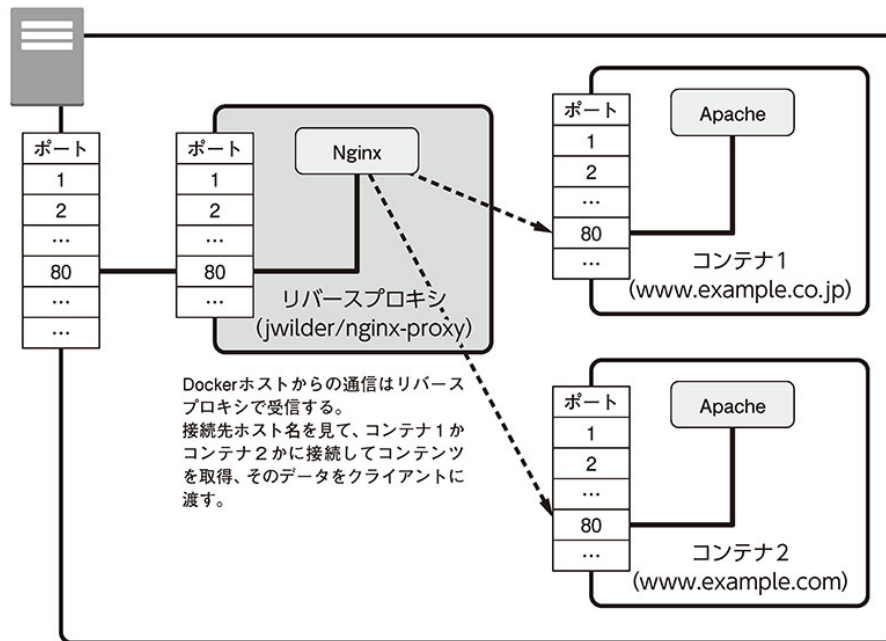 ポート
1
2
…
80
…
…
ポート
1
2
…
80
…
Nginx
リバースプロキシ
(jwilder/nginx-proxy)
Dockerホストからの通信はリバース
プロキシで受信する。
接続先ホスト名を見て、コンテナ1か
コンテナ2かに接続してコンテンツ
を取得、そのデータをクライアントに
渡す。
ポート
1
2
…
80
…
Apache
コンテナ1
(www.example.co.jp)
ポート
1
2
…
80
…
Apache
コンテナ2
(www.example.com)